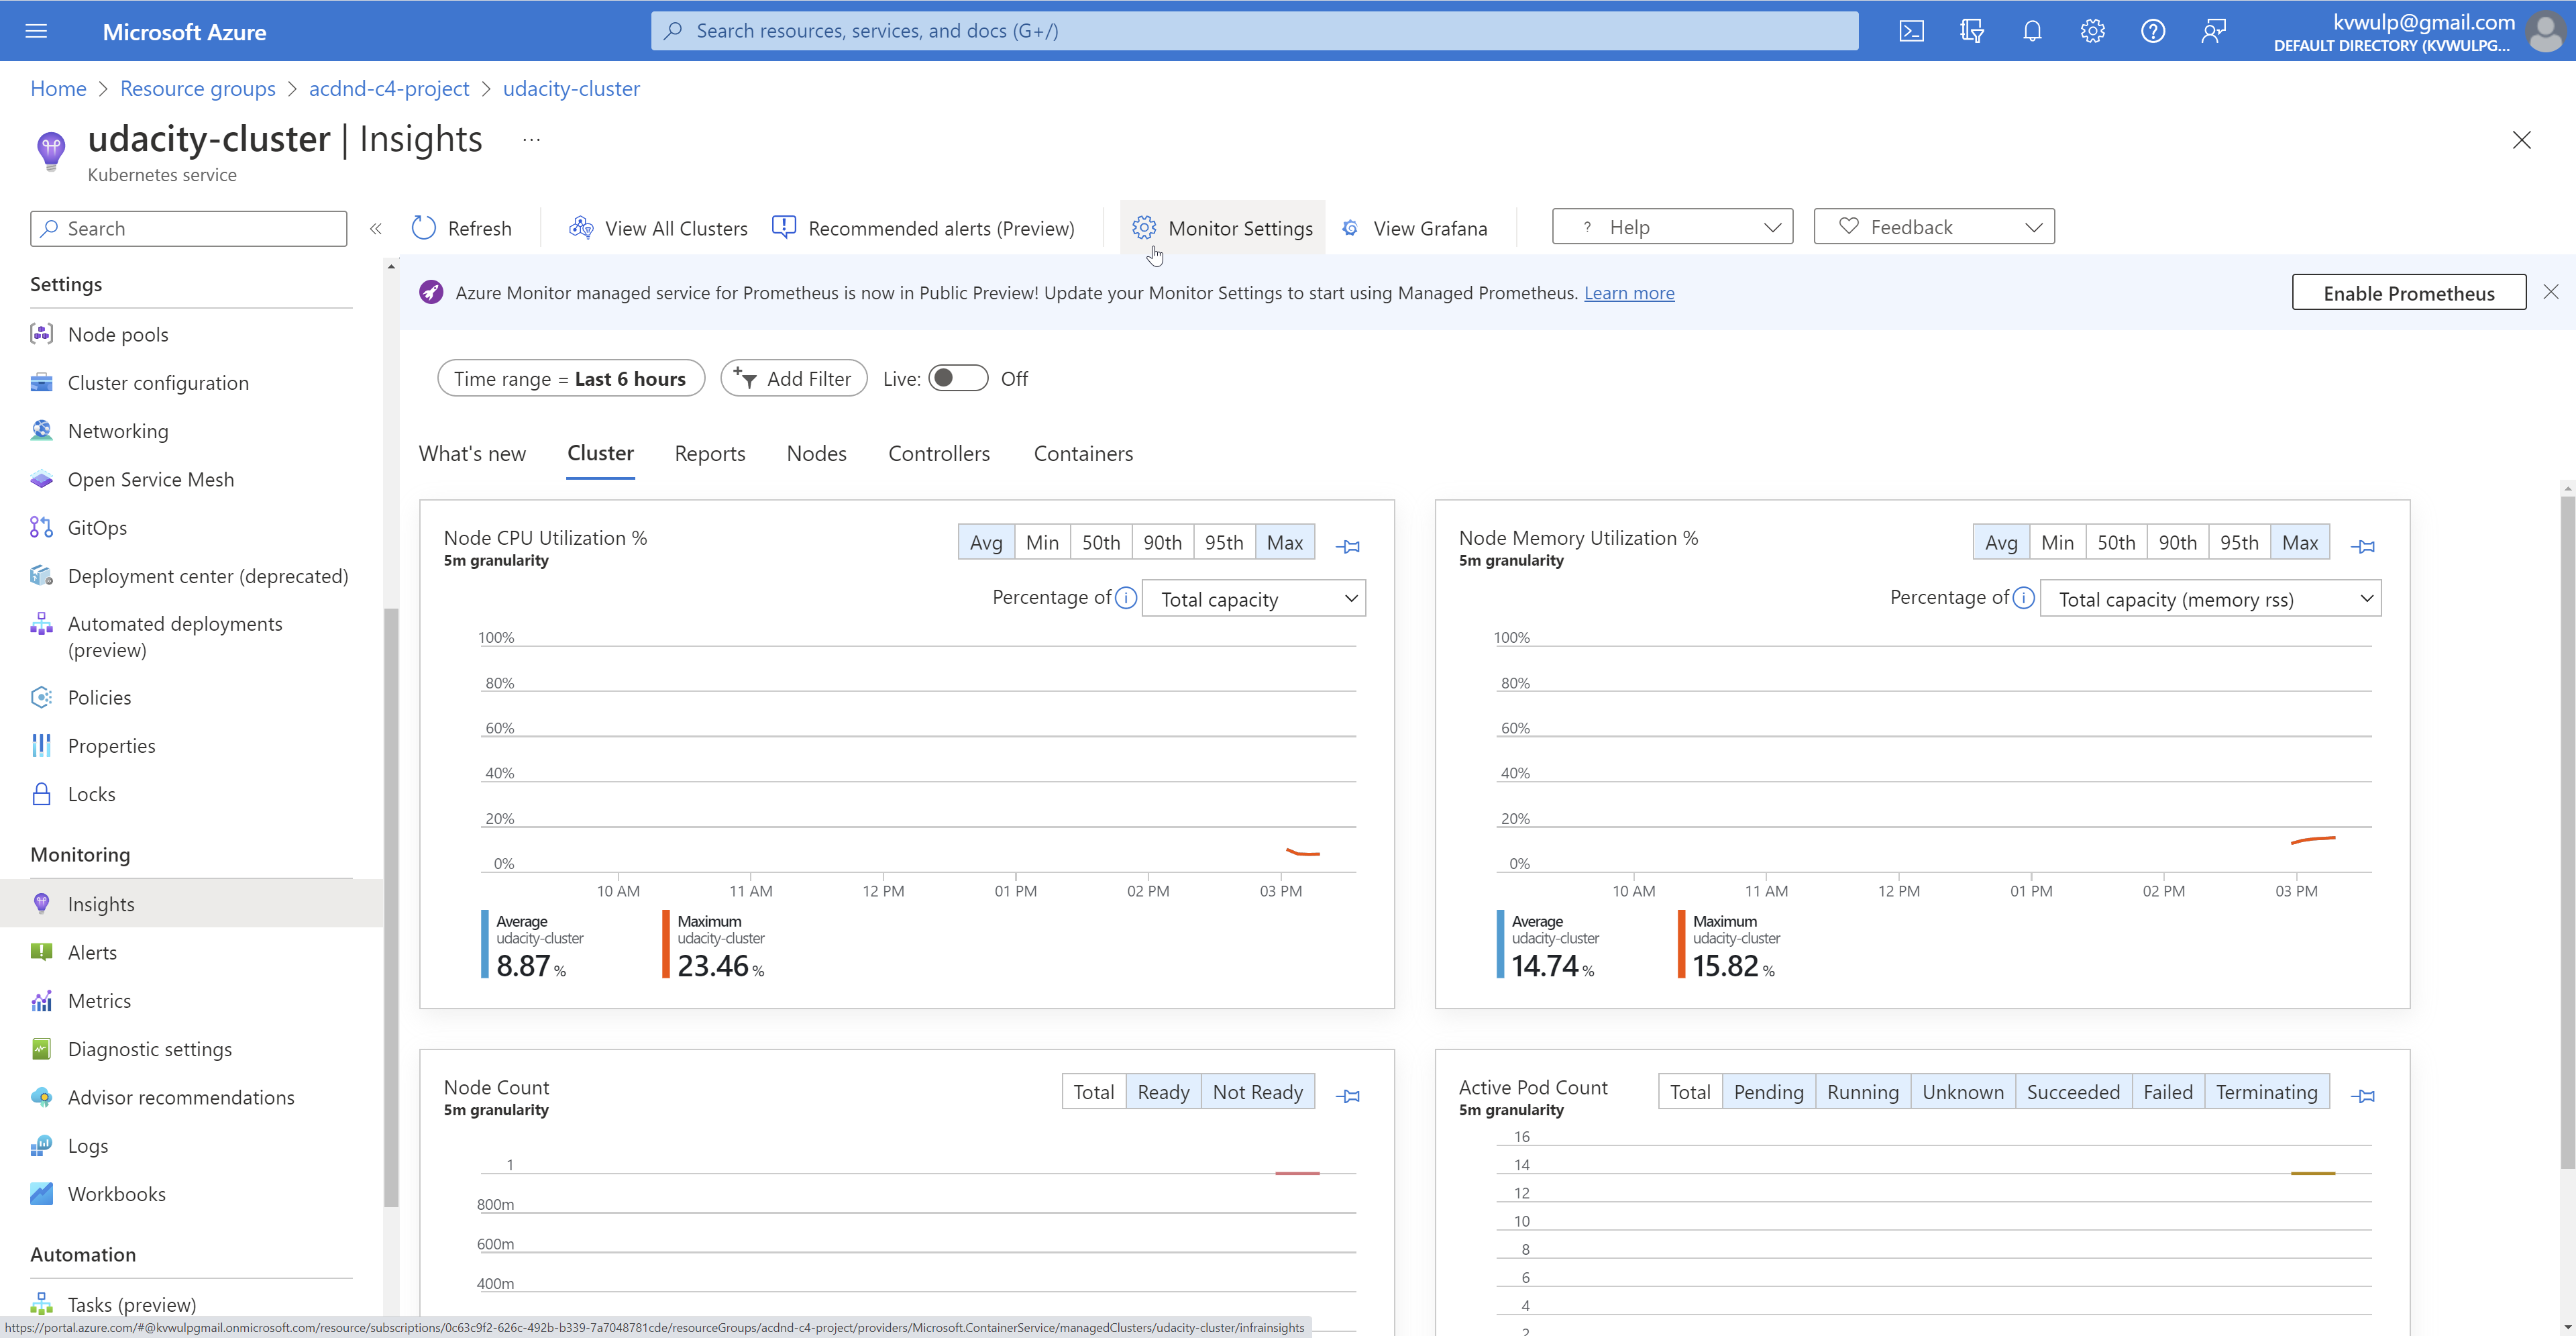 Microsoft Azure
Search resources, services, and docs (G+/)
kvwulp@gmail.com
DEFAULT DIRECTORY (KVWULPG...
Home > Resource groups > acdnd-c4-project > udacity-cluster
udacity-cluster | Insights ...
Kubernetes service
Search
«
Refresh
View All Clusters
Recommended alerts (Preview)
Monitor Settings
View Grafana
? Help
Feedback
Azure Monitor managed service for Prometheus is now in Public Preview! Update your Monitor Settings to start using Managed Prometheus. Learn more
Enable Prometheus
Settings
Node pools
Cluster configuration
Networking
Open Service Mesh
GitOps
Deployment center (deprecated)
Automated deployments
(preview)
Policies
Properties
Locks
Monitoring
Insights
Alerts
Metrics
Diagnostic settings
Advisor recommendations
Logs
Workbooks
Automation
Tasks (preview)
Time range = Last 6 hours
Add Filter
Live: Off
What's new
Cluster
Reports
Nodes
Controllers
Containers
Node CPU Utilization %
5m granularity
Avg Min 50th 90th 95th Max
Percentage of Total capacity
100%
80%
60%
40%
20%
0%
10 AM 11 AM 12 PM 01 PM 02 PM 03 PM
Average
udacity-cluster
8.87 %
Maximum
udacity-cluster
23.46 %
Node Memory Utilization %
5m granularity
Avg Min 50th 90th 95th Max
Percentage of Total capacity (memory rss)
100%
80%
60%
40%
20%
0%
10 AM 11 AM 12 PM 01 PM 02 PM 03 PM
Average
udacity-cluster
14.74 %
Maximum
udacity-cluster
15.82 %
Node Count
5m granularity
Total Ready Not Ready
1
800m
600m
400m
Active Pod Count
5m granularity
Total Pending Running Unknown Succeeded Failed Terminating
16
14
12
10
8
6
4
2
https://portal.azure.com/#@kvwulpgmail.onmicrosoft.com/resource/subscriptions/0c63c9f2-626c-492b-b339-7a7048781cde/resourceGroups/acdnd-c4-project/providers/Microsoft.ContainerService/managedClusters/udacity-cluster/infrainsights